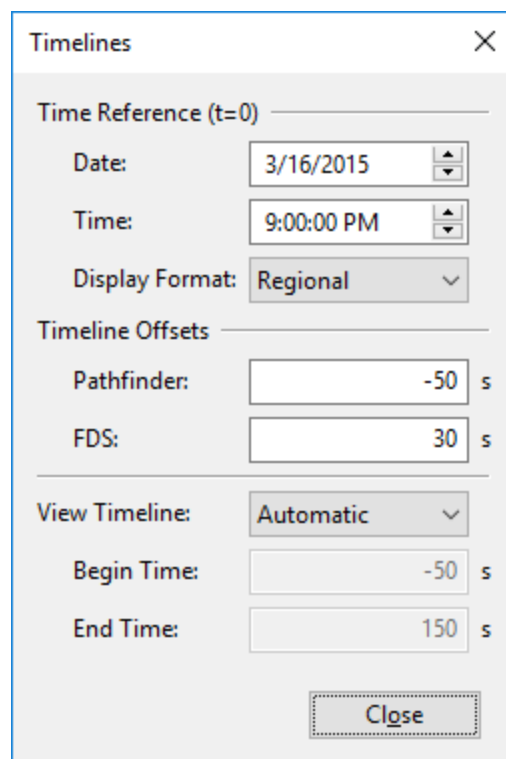 Timelines
Time Reference (t=0)
Date: 3/16/2015
Time: 9:00:00 PM
Display Format: Regional
Timeline Offsets
Pathfinder: -50 s
FDS: 30 s
View Timeline: Automatic
Begin Time: -50 s
End Time: 150 s
Close